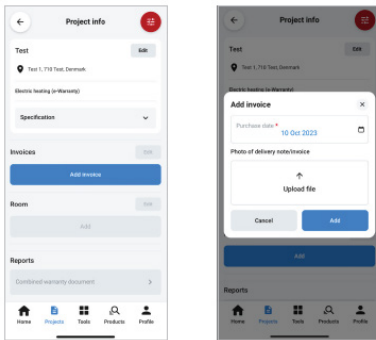 Project info
Test
Edit
Test 1, 710 Test, Denmark
Electric heating (e-Warranty)
Specification
Invoices
Edit
Add invoice
Room
Edit
Add
Reports
Combined warranty document
Home Projects Tools Products Profile
Project info
Test
Edit
Test 1, 710 Test, Denmark
Electric heating (e-Warranty)
Add invoice
Purchase date *
10 Oct 2023
Photo of delivery note/invoice
Upload file
Cancel
Add
Add
Reports
Home Projects Tools Products Profile